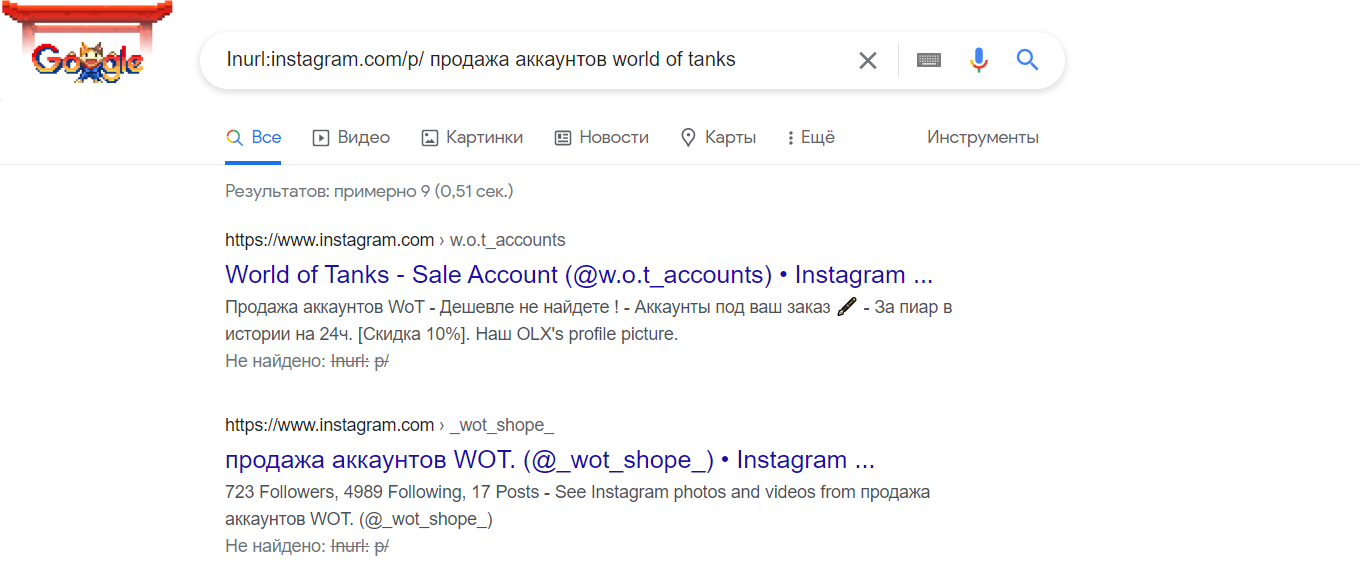 Google
Inurl:instagram.com/p/ продажа аккаунтов world of tanks
Все Видео Картинки Новости Карты Ещё Инструменты
Результатов: примерно 9 (0,51 сек.)
https://www.instagram.com › w.o.t_accounts
World of Tanks - Sale Account (@w.o.t_accounts) • Instagram ...
Продажа аккаунтов WoT - Дешевле не найдете ! - Аккаунты под ваш заказ 🖌 - За пиар в
истории на 24ч. [Скидка 10%]. Наш OLX's profile picture.
Не найдено: Inurl: p/
https://www.instagram.com › _wot_shope_
продажа аккаунтов WOT. (@_wot_shope_) • Instagram ...
723 Followers, 4989 Following, 17 Posts - See Instagram photos and videos from продажа
аккаунтов WOT. (@_wot_shope_)
Не найдено: Inurl: p/